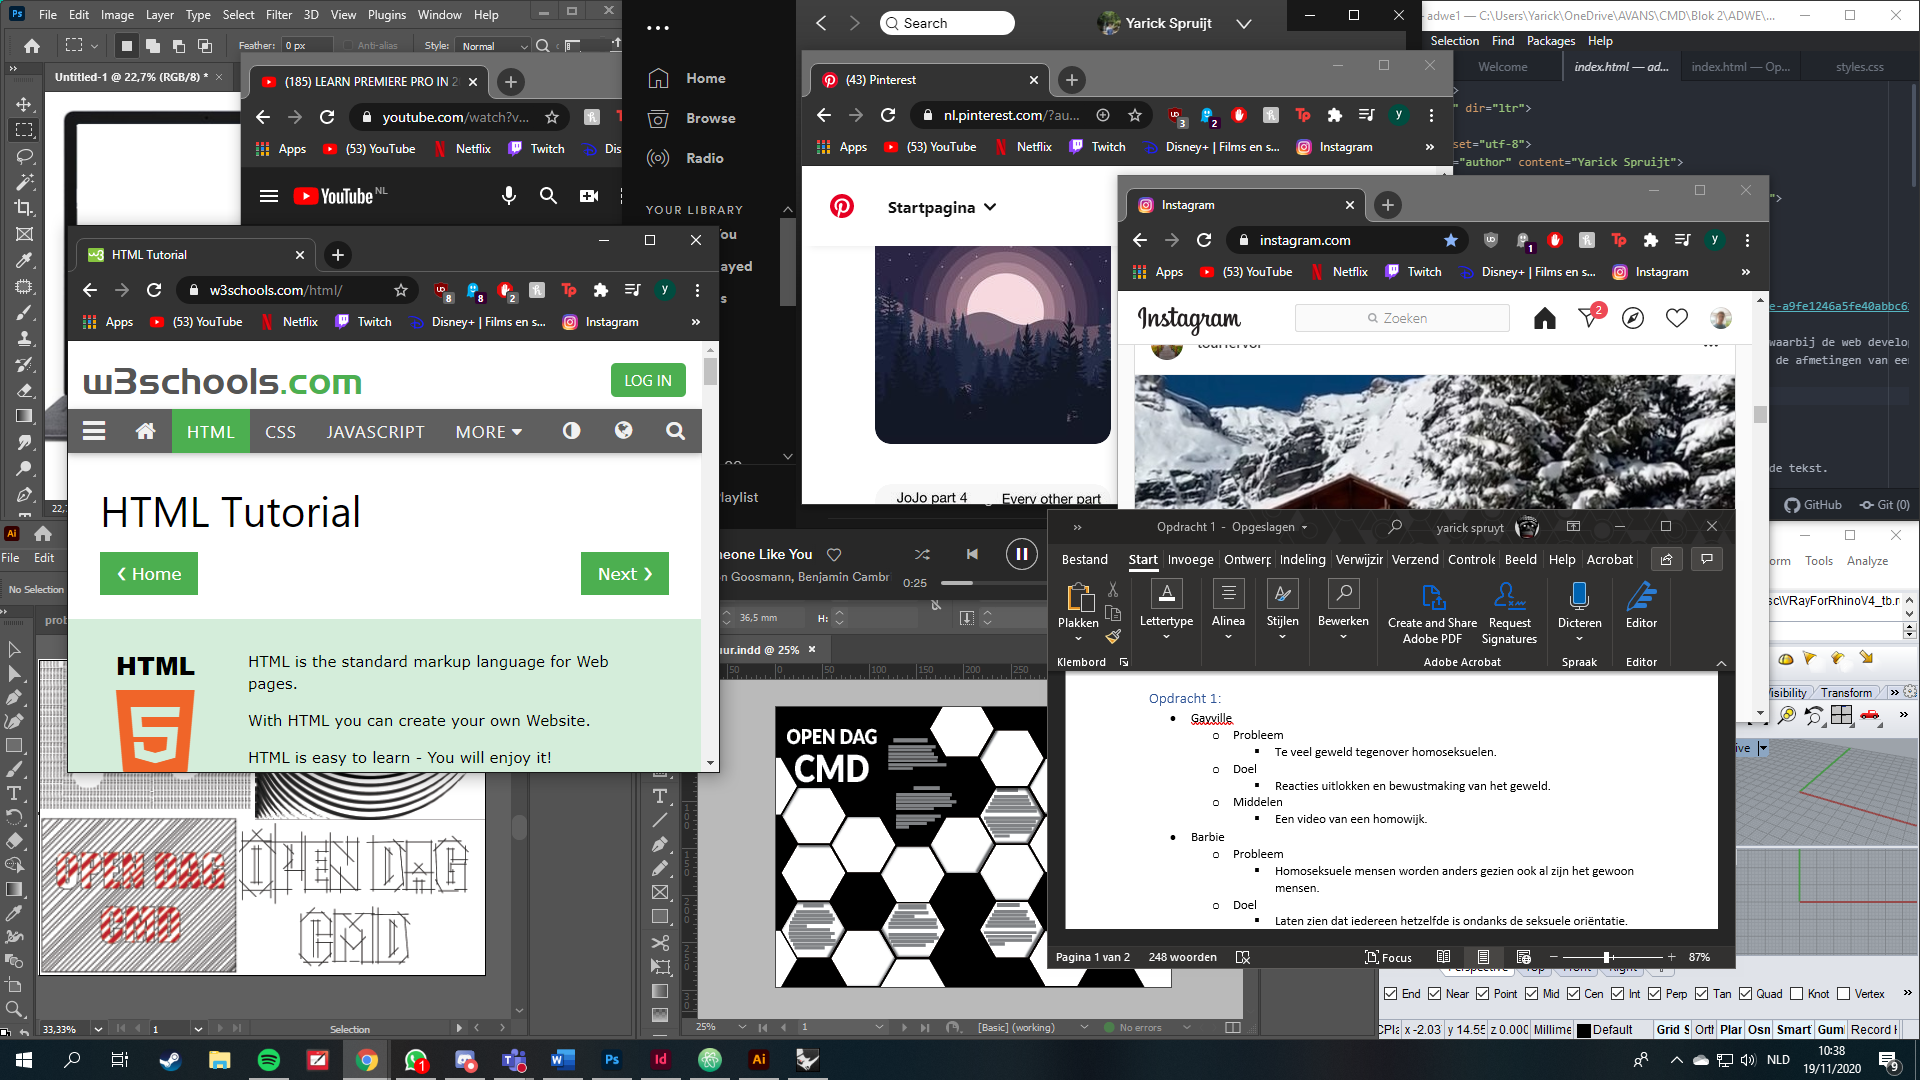 File Edit Image Layer Type Select Filter 3D View Plugins Window Help
Feather: 0 px Anti-alias Style: Normal
Untitled-1 @ 22,7% (RGB/8) *
(185) LEARN PREMIERE PRO IN 2
youtube.com/watch?v...
Apps (53) YouTube Netflix Twitch Dis
YouTube NL
Home
Browse
Radio
YOUR LIBRARY
Search
Yarick Spruijt
(43) Pinterest
nl.pinterest.com/?au...
Apps (53) YouTube Netflix Twitch Disney+ | Films en s... Instagram
Startpagina
JoJo part 4
Every other part
adwe1 — C:\Users\Yarick\OneDrive\AVANS\CMD\Blok 2\ADWE\...
Selection Find Packages Help
Welcome index.html — ad... index.html — Op... styles.css
dir="ltr">
set="utf-8">
="author" content="Yarick Spruijt">
e-a9fe1246a5fe40abbc6
waarbij de web develop
de afmetingen van een
de tekst.
GitHub Git (0)
Instagram
instagram.com
Apps (53) YouTube Netflix Twitch Disney+ | Films en s... Instagram
Instagram
Zoeken
2
HTML Tutorial
w3schools.com/html/
Apps (53) YouTube Netflix Twitch Disney+ | Films en s... Instagram
w3schools.com
LOG IN
HTML CSS JAVASCRIPT MORE
HTML Tutorial
❮ Home
Next ❯
HTML
5
HTML is the standard markup language for Web
pages.
With HTML you can create your own Website.
HTML is easy to learn - You will enjoy it!
File Edit
No Selection
OPEN DAG
CMD
OPEN DAG
CMD
33,33% 1 Selection
meone Like You
n Goosmann, Benjamin Cambri
0:25
36,5 mm H:
uur.indd @ 25%
OPEN DAG
CMD
25% 1 [Basic] (working) No errors
Opdracht 1 - Opgeslagen yarick spruyt
Bestand Start Invoege Ontwerp Indeling Verwijzin Verzend Controle Beeld Help Acrobat
Plakken Lettertype Alinea Stijlen Bewerken Create and Share Adobe PDF Request Signatures Dicteren Editor
Klembord Adobe Acrobat Spraak Editor
Opdracht 1:
• Gayville
o Probleem
▪ Te veel geweld tegenover homoseksuelen.
o Doel
▪ Reacties uitlokken en bewustmaking van het geweld.
o Middelen
▪ Een video van een homowijk.
• Barbie
o Probleem
▪ Homoseksuele mensen worden anders gezien ook al zijn het gewoon
mensen.
o Doel
▪ Laten zien dat iedereen hetzelfde is ondanks de seksuele oriëntatie.
Pagina 1 van 2 248 woorden Focus 87%
orm Tools Analyze
sc\VRayForRhinoV4_tb.r
isibility Transform
End Near Point Mid Cen Int Perp Tan Quad Knot Vertex
CPla x -2.03 y 14.55 z 0.000 Millime Default Grid S Ort Plar Osn Smart Gum Record H
NLD
10:38
19/11/2020